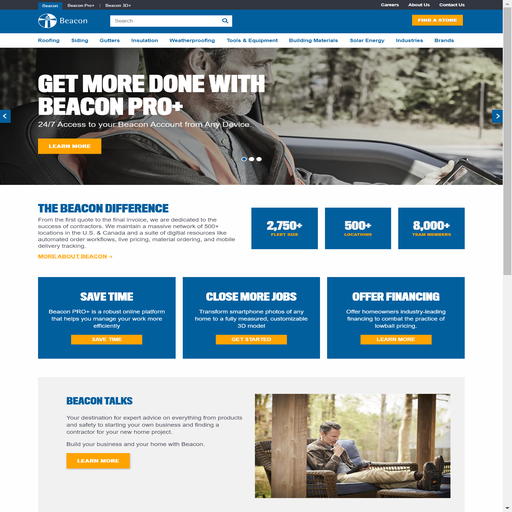 Beacon
Beacon Pro+
Beacon 3D+
Careers
About Us
Contact Us
Beacon
Search
FIND A STORE
Roofing
Siding
Gutters
Insulation
Weatherproofing
Tools & Equipment
Building Materials
Solar Energy
Industries
Brands
GET MORE DONE WITH
BEACON PRO+
24/7 Access to your Beacon Account from Any Device
LEARN MORE
THE BEACON DIFFERENCE
From the first quote to the final invoice, we are dedicated to the
success of contractors. We maintain a massive network of 500+
locations in the U.S. & Canada and a suite of digitial resources like
automated order workflows, live pricing, material ordering, and mobile
delivery tracking.
MORE ABOUT BEACON →
2,750+
FLEET SIZE
500+
LOCATIONS
8,000+
TEAM MEMBERS
SAVE TIME
Beacon PRO+ is a robust online platform
that helps you manage your work more
efficiently
SAVE TIME
CLOSE MORE JOBS
Transform smartphone photos of any
home to a fully measured, customizable
3D model
GET STARTED
OFFER FINANCING
Offer homeowners industry-leading
financing to combat the practice of
lowball pricing.
LEARN MORE
BEACON TALKS
Your destination for expert advice on everything from products
and safety to starting your own business and finding a
contractor for your new home project.
Build your business and your home with Beacon.
LEARN MORE